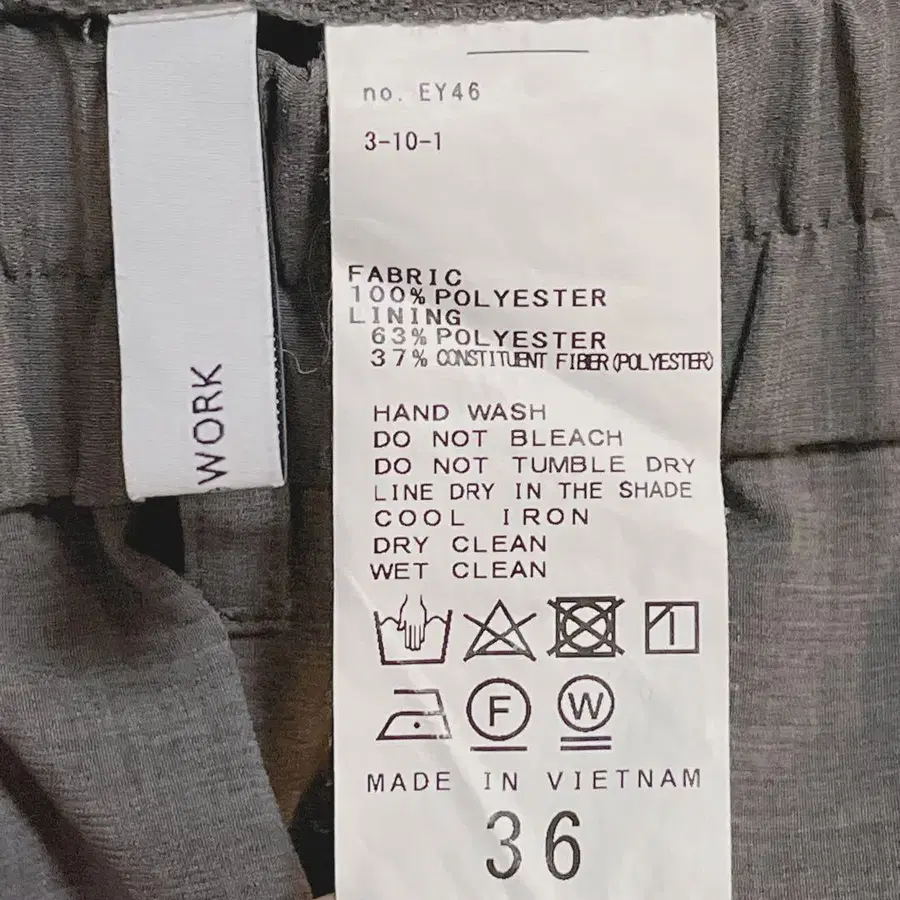 WORK
no. EY46
3-10-1
FABRIC
100% POLYESTER
LINING
63% POLYESTER
37% CONSTITUENT FIBER (POLYESTER)
HAND WASH
DO NOT BLEACH
DO NOT TUMBLE DRY
LINE DRY IN THE SHADE
COOL IRON
DRY CLEAN
WET CLEAN
F W
MADE IN VIETNAM
36